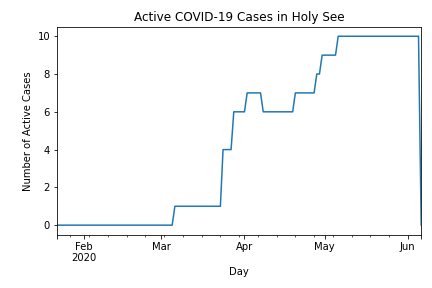 Active COVID-19 Cases in Holy See
Number of Active Cases
10
8
6
4
2
0
Feb Mar Apr May Jun
2020
Day